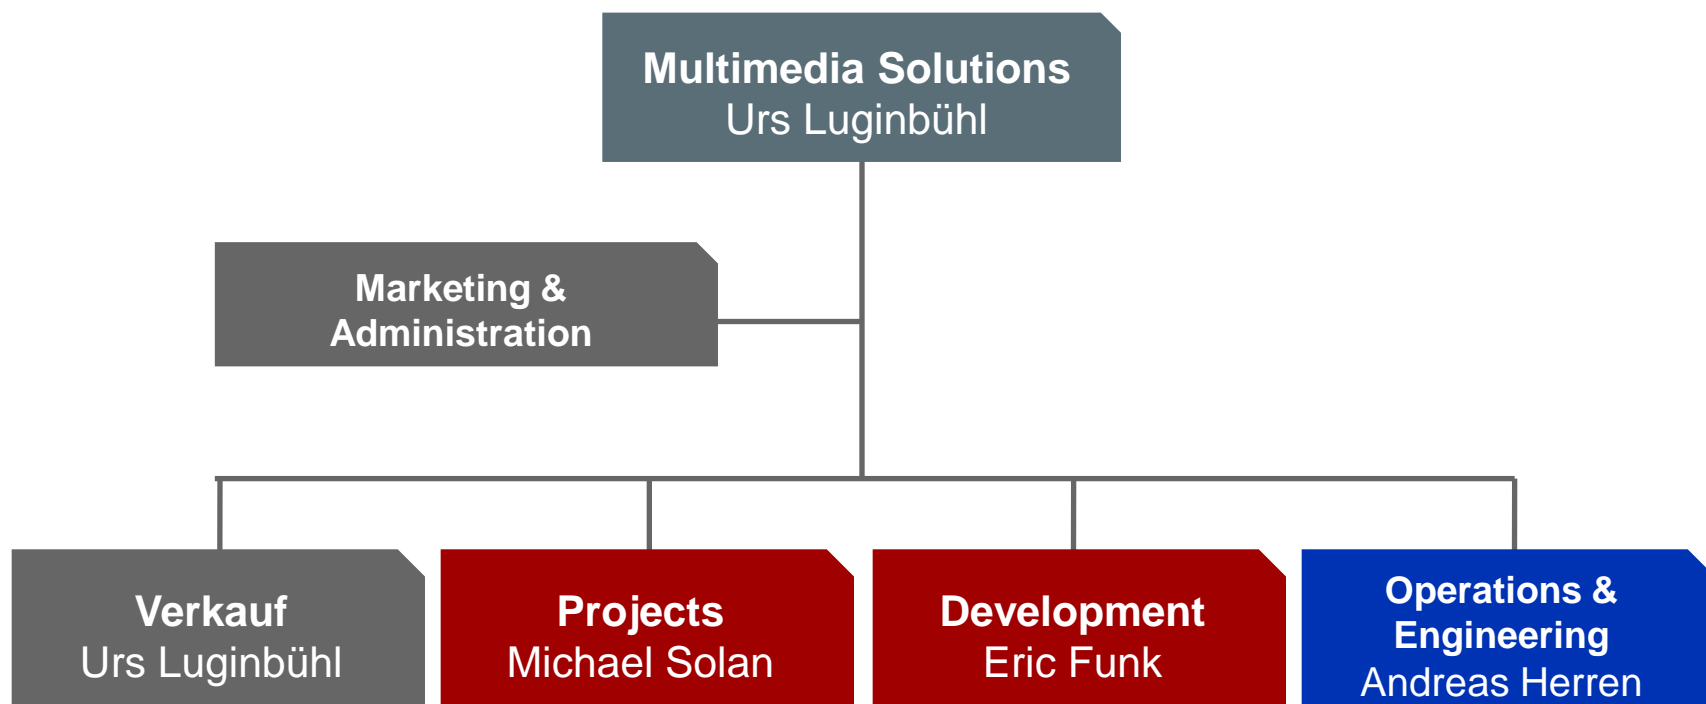 Multimedia Solutions
Urs Luginbühl
Marketing &
Administration
Verkauf
Urs Luginbühl
Projects
Michael Solan
Development
Eric Funk
Operations &
Engineering
Andreas Herren